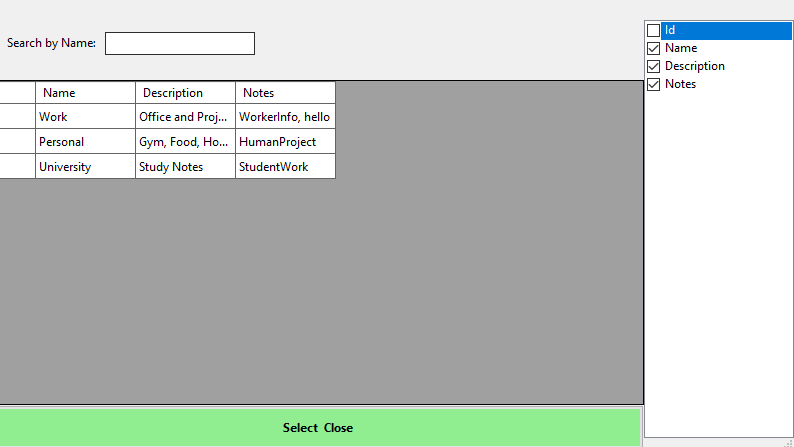 Id
Search by Name:
Name
Description
Notes
Name Description Notes
Work Office and Proj... WorkerInfo, hello
Personal Gym, Food, Ho... HumanProject
University Study Notes StudentWork
Select Close